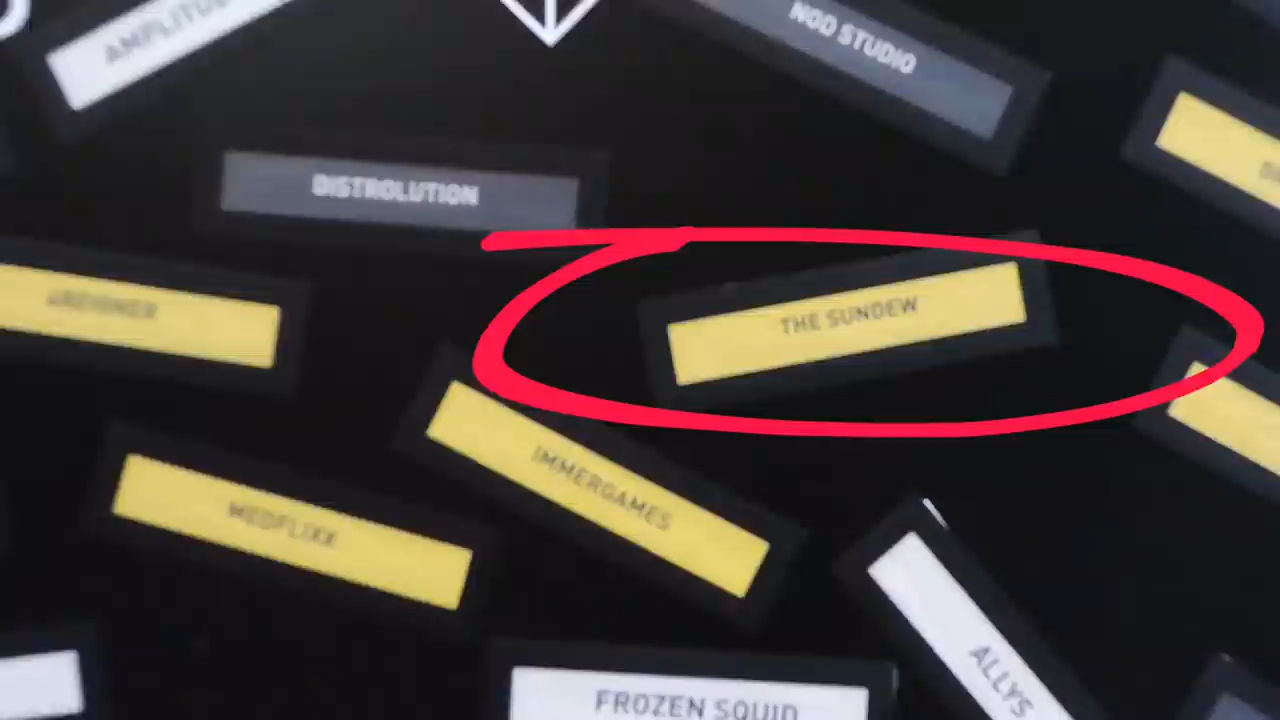 NOD STUDIO
DISTROLUTION
THE SUNDEW
IMMERGAMES
MEDFLIXX
ALLYS
FROZEN SQUID